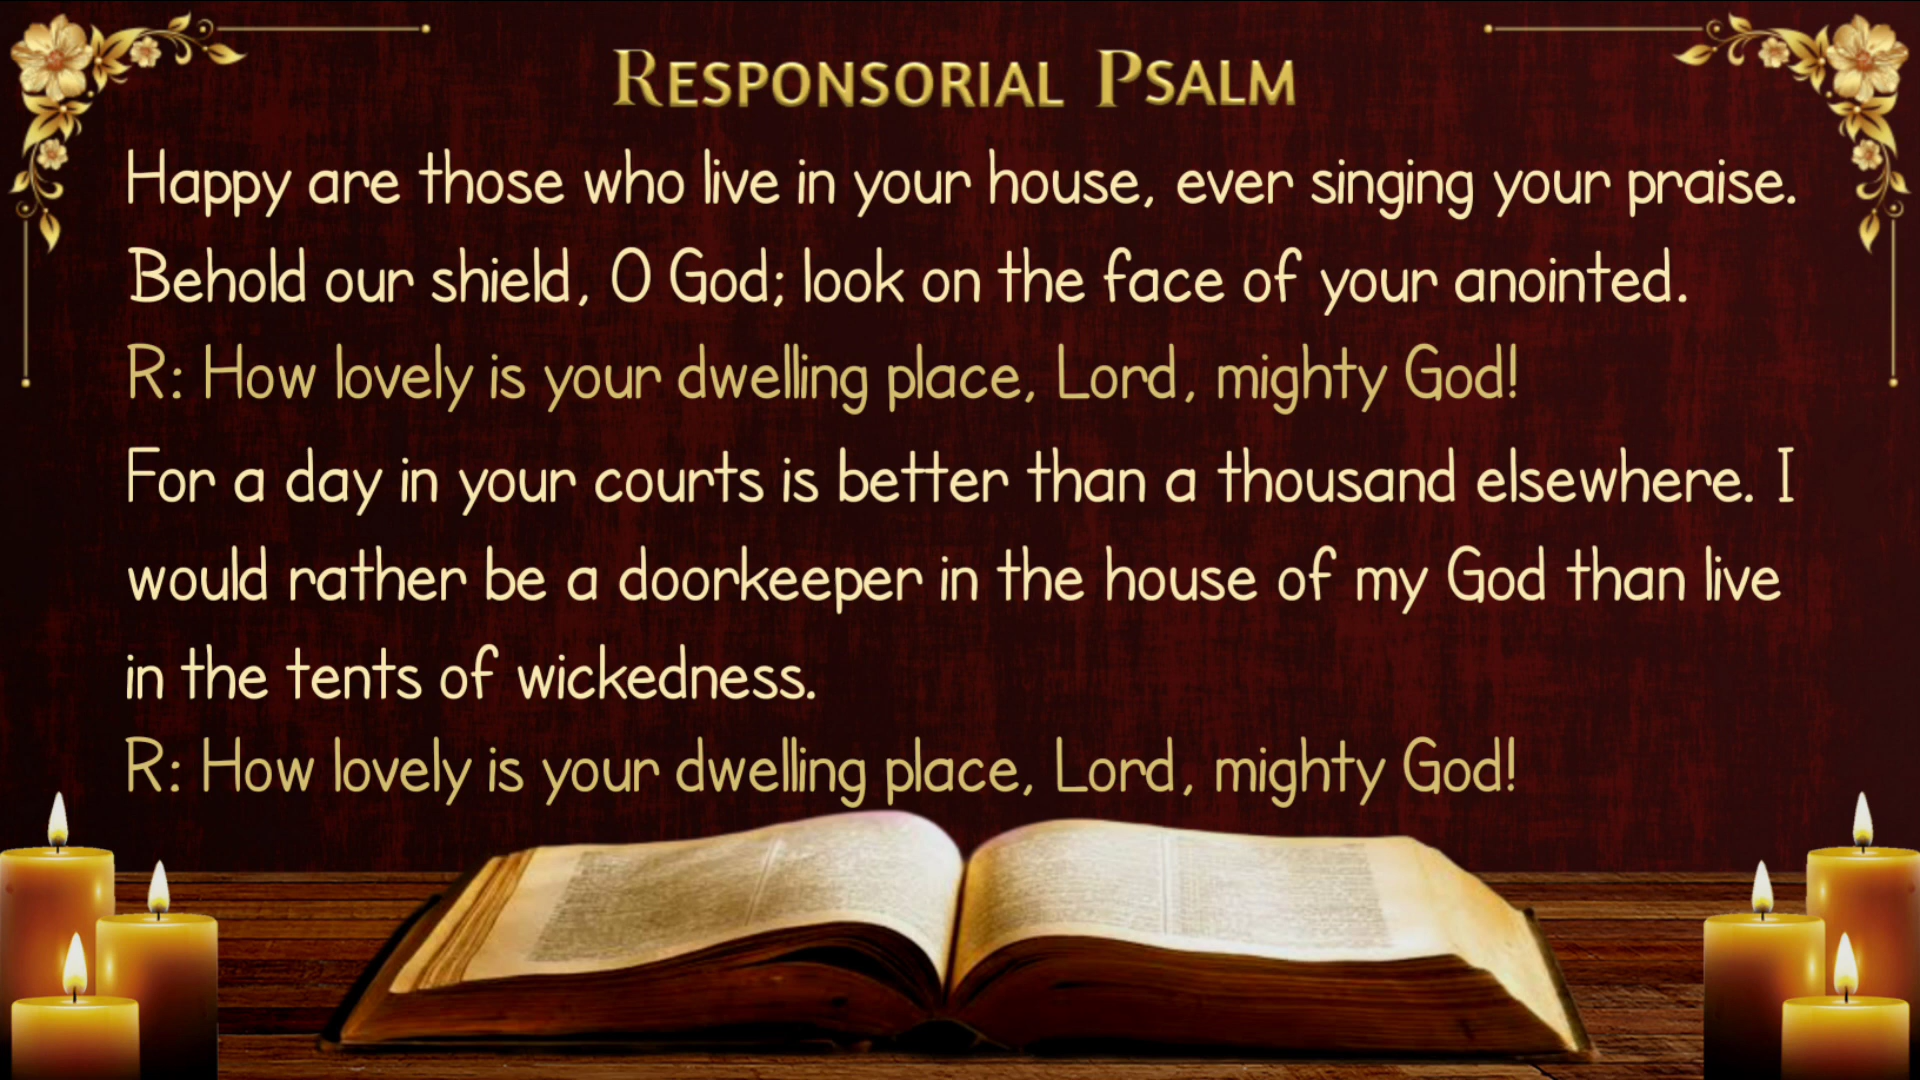 Responsorial Psalm
Happy are those who live in your house, ever singing your praise.
Behold our shield, O God; look on the face of your anointed.
R: How lovely is your dwelling place, Lord, mighty God!
For a day in your courts is better than a thousand elsewhere. I
would rather be a doorkeeper in the house of my God than live
in the tents of wickedness.
R: How lovely is your dwelling place, Lord, mighty God!